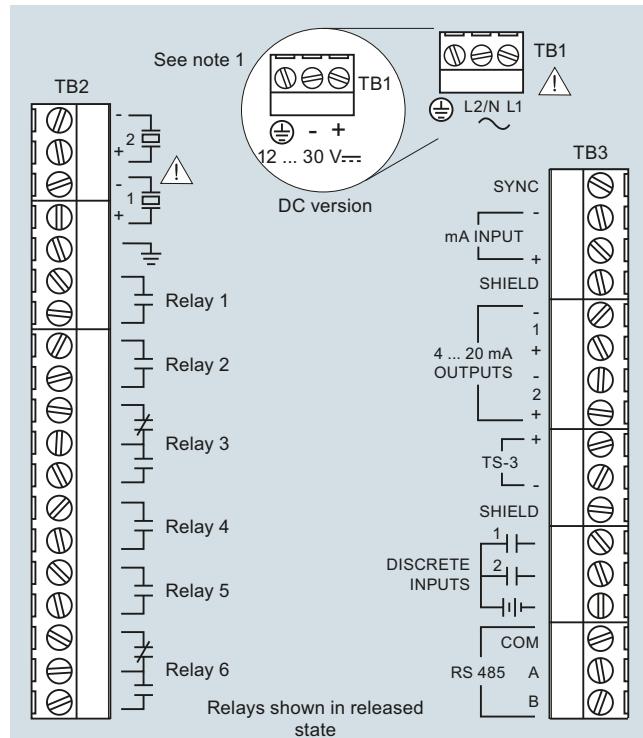 See note 1
TB1
- +
12 ... 30 V
DC version
TB1
L2/N L1
TB2
-
2
+
-
1
+
Relay 1
Relay 2
Relay 3
Relay 4
Relay 5
Relay 6
Relays shown in released
state
TB3
SYNC
-
mA INPUT
+
SHIELD
-
1
+
4 ... 20 mA
OUTPUTS
-
2
+
+
TS-3
-
SHIELD
1
DISCRETE
INPUTS
2
COM
RS 485 A
B